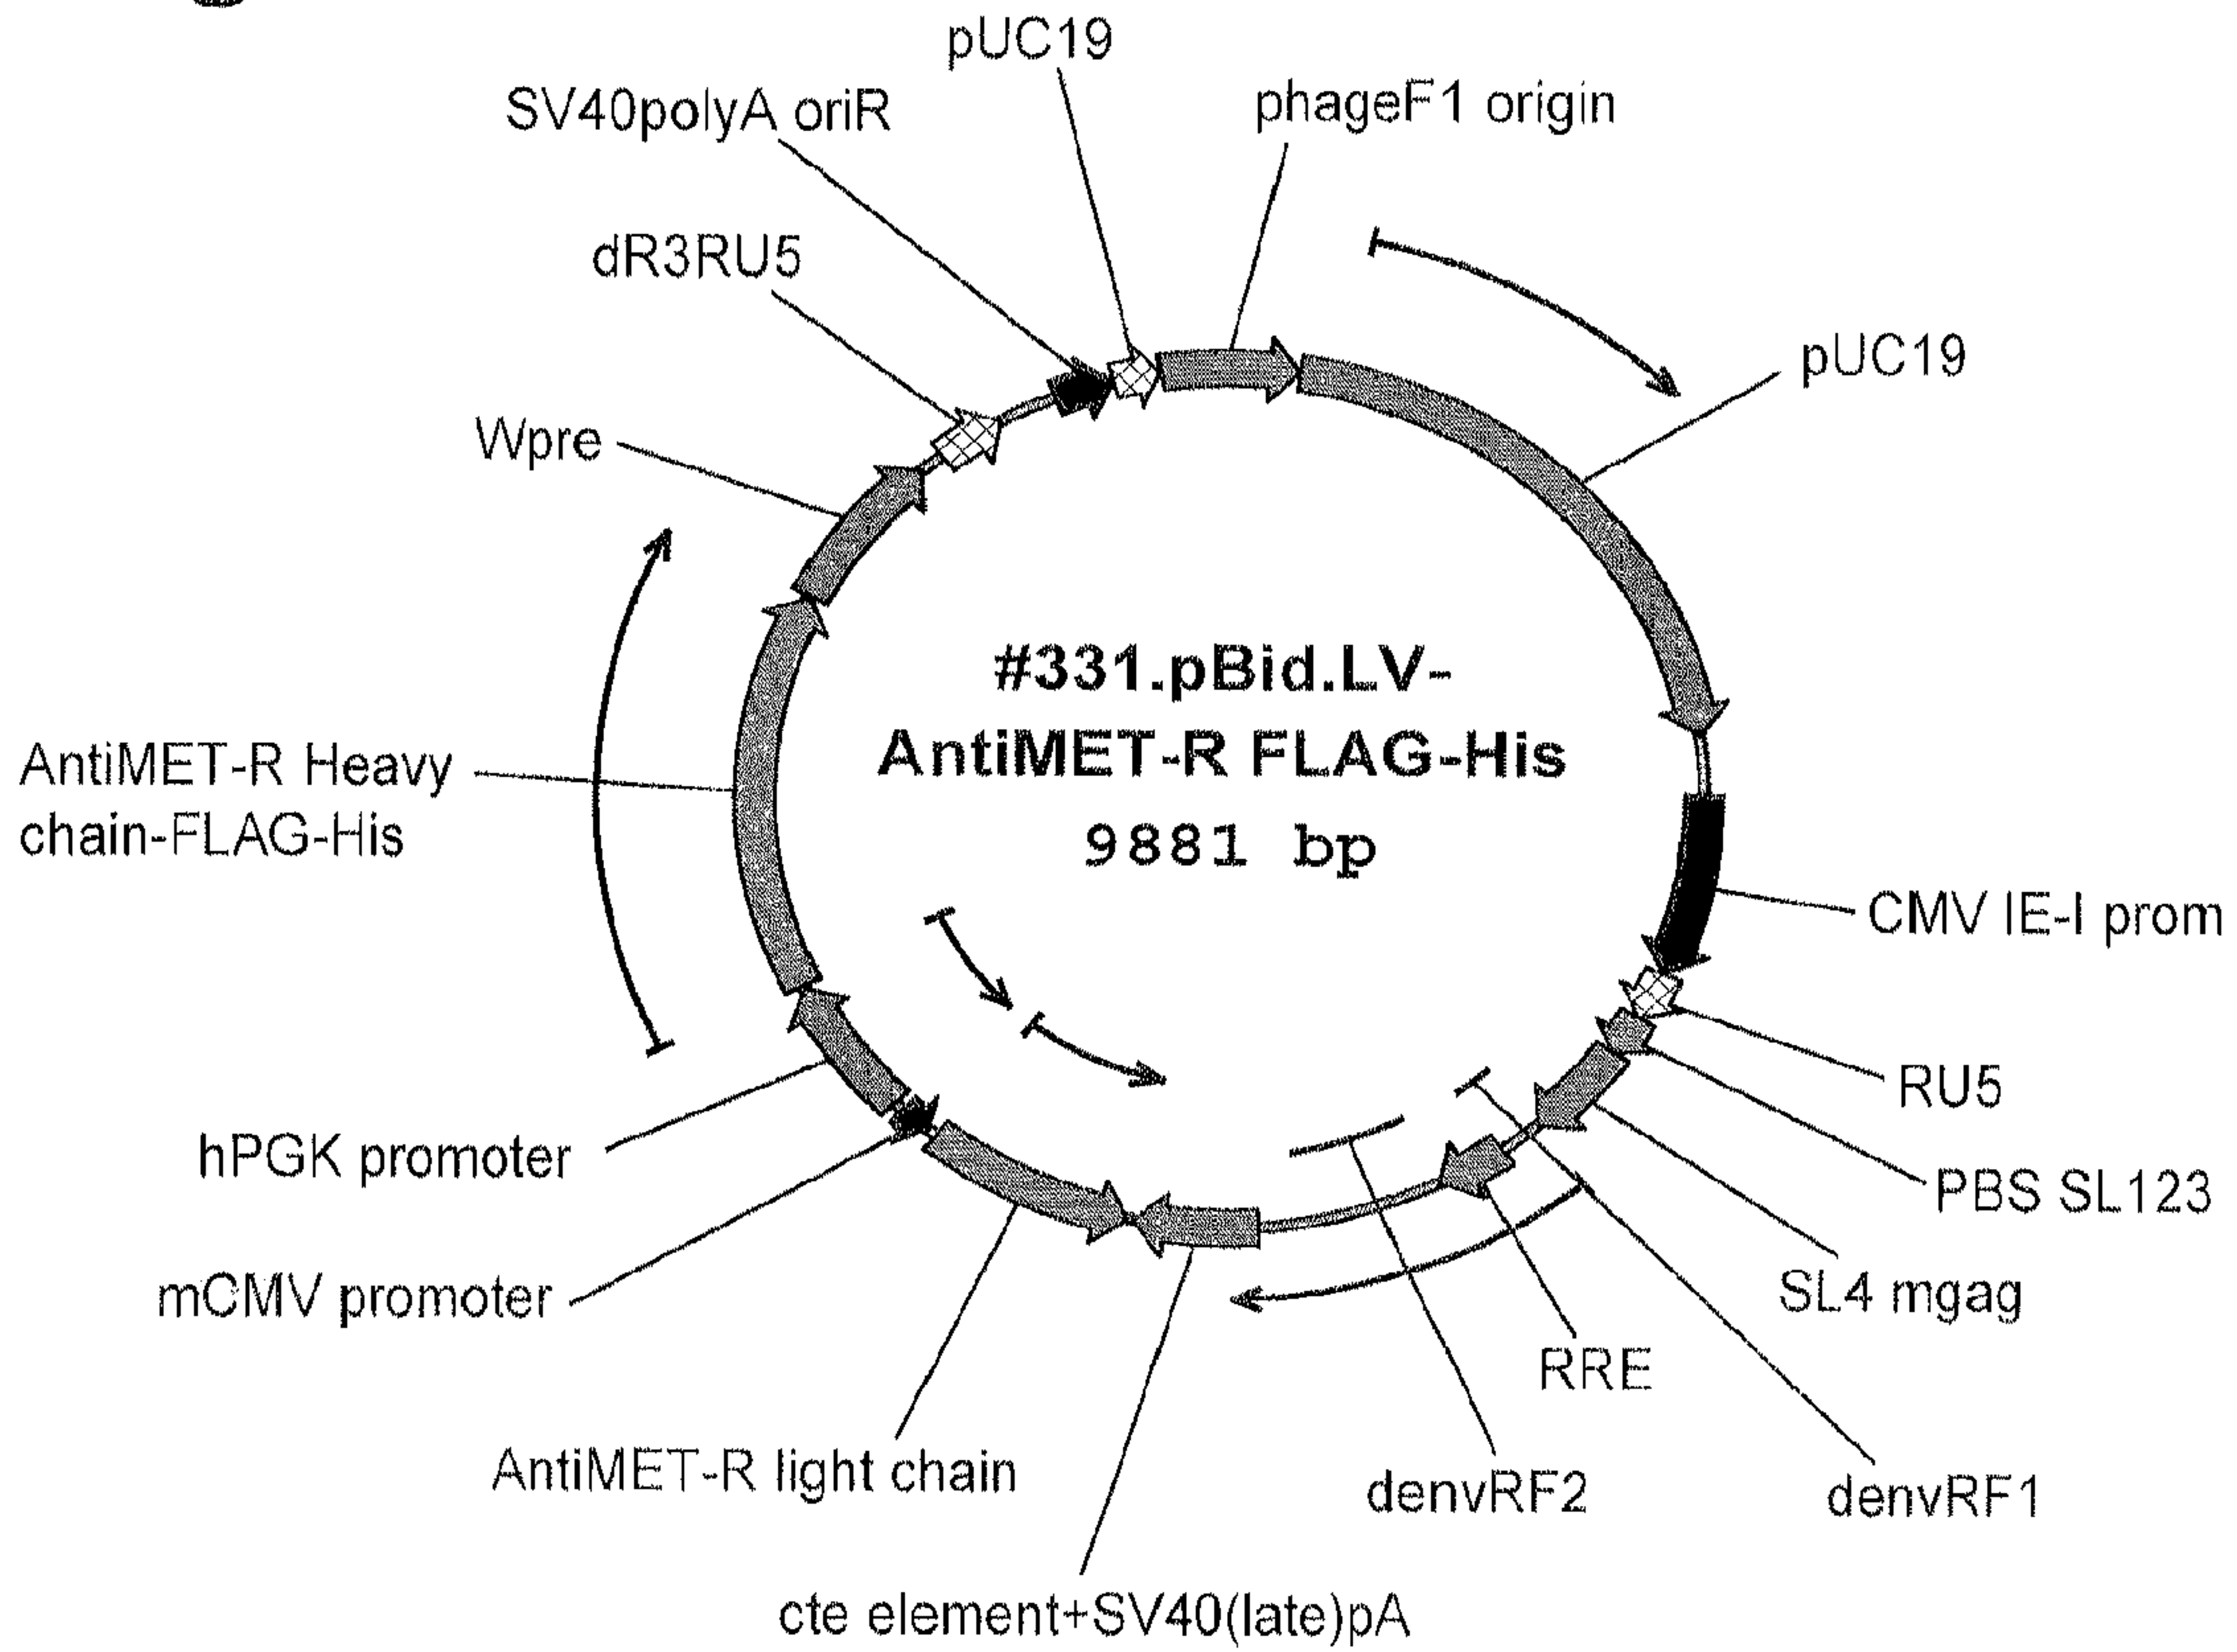 pUC19
SV40polyA oriR
phageF1 origin
dR3RU5
pUC19
Wpre
#331.pBid.LV-
AntiMET-R FLAG-His
9881 bp
AntiMET-R Heavy
chain-FLAG-His
CMV IE-I prom
RU5
hPGK promoter
PBS SL123
mCMV promoter
SL4 mgag
RRE
AntiMET-R light chain
denvRF2
denvRF1
cte element+SV40(late)pA